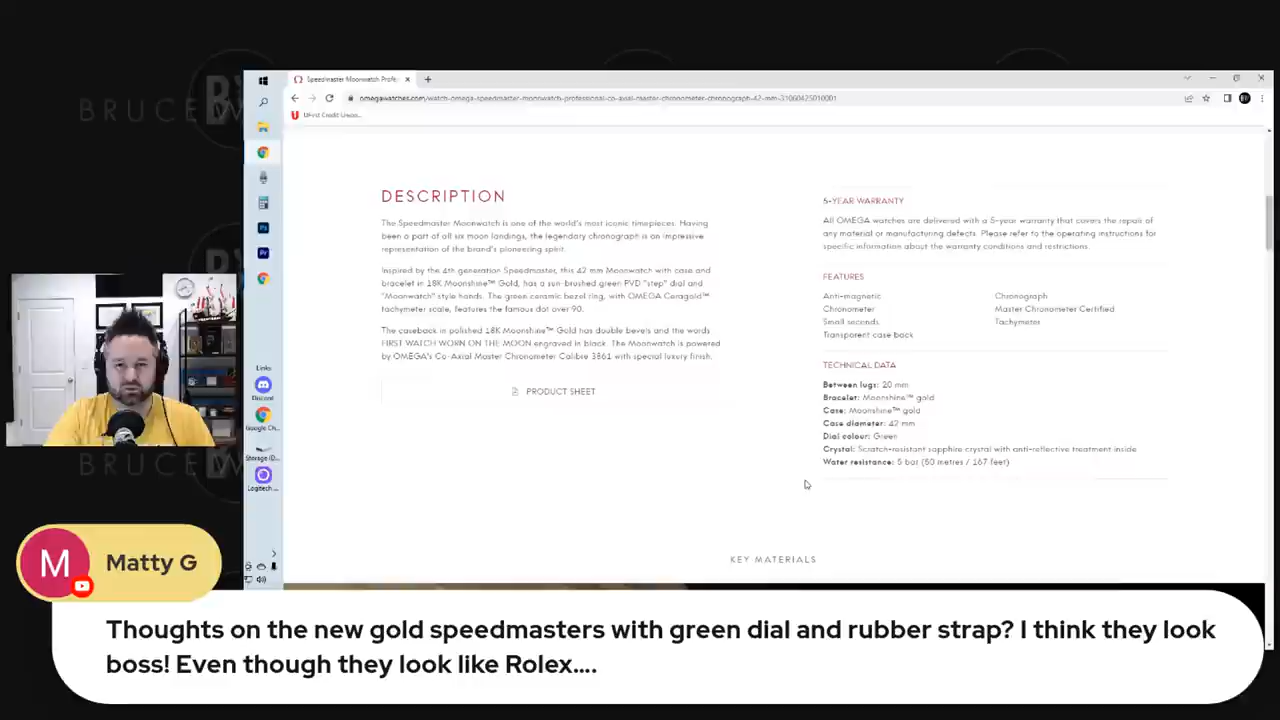 BRUCE W
Speedmaster Moonwatch Profe
omegawatches.com/watch-omega-speedmaster-moonwatch-professional-co-axial-master-chronometer-chronograph-42-mm-31060425010001
UFirst Credit Union...
DESCRIPTION
The Speedmaster Moonwatch is one of the world's most iconic timepieces. Having
been a part of all six moon landings, the legendary chronograph is an impressive
representation of the brand's pioneering spirit.
Inspired by the 4th generation Speedmaster, this 42 mm Moonwatch with case and
bracelet in 18K Moonshine™ Gold, has a sun-brushed green PVD "step" dial and
"Moonwatch" style hands. The green ceramic bezel ring, with OMEGA Ceragold™
tachymeter scale, features the famous dot over 90.
The caseback in polished 18K Moonshine™ Gold has double bevels and the words
FIRST WATCH WORN ON THE MOON engraved in black. The Moonwatch is powered
by OMEGA's Co-Axial Master Chronometer Calibre 3861 with special luxury finish.
PRODUCT SHEET
5-YEAR WARRANTY
All OMEGA watches are delivered with a 5-year warranty that covers the repair of
any material or manufacturing defects. Please refer to the operating instructions for
specific information about the warranty conditions and restrictions.
FEATURES
Anti-magnetic
Chronometer
Small seconds
Transparent case back
Chronograph
Master Chronometer Certified
Tachymeter
TECHNICAL DATA
Between lugs: 20 mm
Bracelet: Moonshine™ gold
Case: Moonshine™ gold
Case diameter: 42 mm
Dial colour: Green
Crystal: Scratch-resistant sapphire crystal with anti-reflective treatment inside
Water resistance: 5 bar (50 metres / 167 feet)
KEY MATERIALS
Ps
Pr
Links
Discord
Google Ch...
Storage (D...
Logitech ...
BRUCE W
M
Matty G
Thoughts on the new gold speedmasters with green dial and rubber strap? I think they look
boss! Even though they look like Rolex....